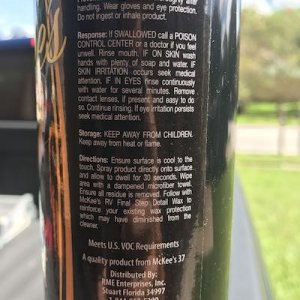 handling. Wear gloves and eye protection.
Do not ingest or inhale product.
Response: If SWALLOWED call a POISON
CONTROL CENTER or a doctor if you feel
unwell. Rinse mouth. IF ON SKIN wash
hands with plenty of soap and water. IF
SKIN IRRITATION occurs seek medical
attention. IF IN EYES rinse continuously
with water for several minutes. Remove
contact lenses, if present and easy to do
so. Continue rinsing. If eye irritation persists
seek medical attention.
Storage: KEEP AWAY FROM CHILDREN.
Keep away from heat or flame.
Directions: Ensure surface is cool to the
touch. Spray product directly onto surface
and allow to dwell for 30 seconds. Wipe
area with a dampened microfiber towel.
Ensure all residue is removed. Follow with
McKee's RV Final Step Detail Wax to
reinforce your existing wax protection
which may have diminished from the
cleaner.
Meets U.S. VOC Requirements
A quality product from McKee's 37
Distributed By:
RME Enterprises, Inc.
Stuart Florida 34997